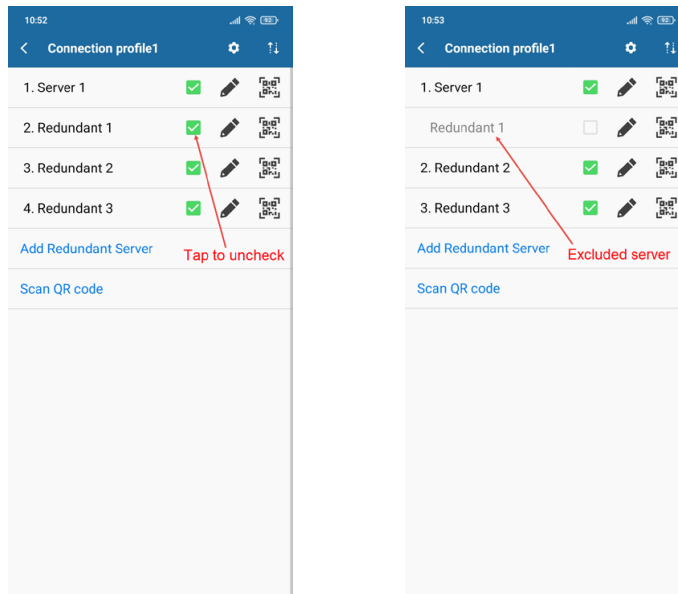 10:52
92
Connection profile1
1. Server 1
2. Redundant 1
3. Redundant 2
4. Redundant 3
Add Redundant Server
Tap to uncheck
Scan QR code
10:53
92
Connection profile1
1. Server 1
Redundant 1
2. Redundant 2
3. Redundant 3
Add Redundant Server
Excluded server
Scan QR code